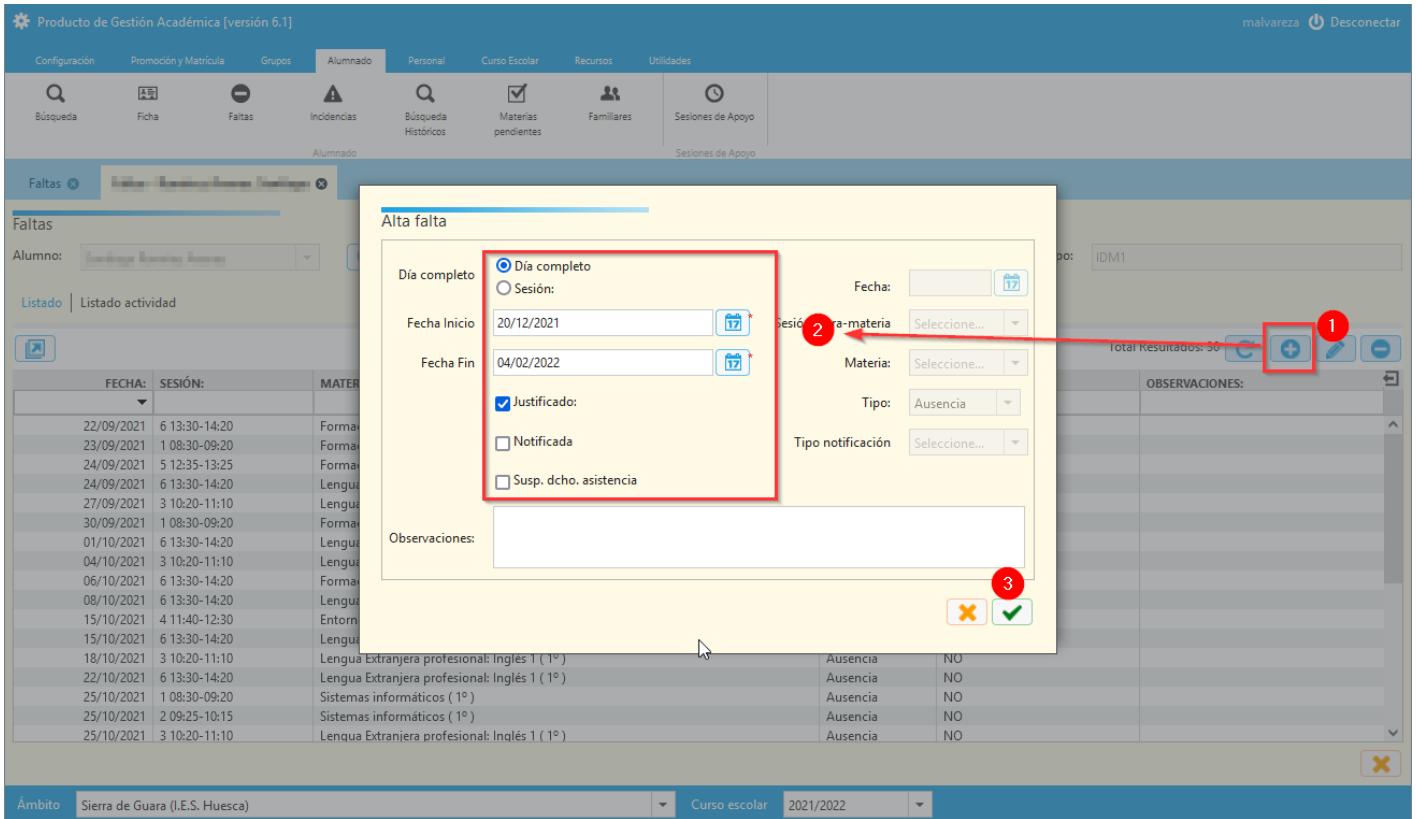 Producto de Gestión Académica [versión 6.1]
malvareza Desconectar
Configuración Promoción y Matrícula Grupos Alumnado Personal Curso Escolar Recursos Utilidades
Búsqueda Ficha Faltas Incidencias Búsqueda Históricos Materias pendientes Familiares Sesiones de Apoyo
Alumnado Sesiones de Apoyo
Faltas
Faltas
Alumno:
IDM1
Listado Listado actividad
Total Resultados:
1
FECHA: SESIÓN: OBSERVACIONES:
22/09/2021 6 13:30-14:20
23/09/2021 1 08:30-09:20
24/09/2021 5 12:35-13:25
24/09/2021 6 13:30-14:20
27/09/2021 3 10:20-11:10
30/09/2021 1 08:30-09:20
01/10/2021 6 13:30-14:20
04/10/2021 3 10:20-11:10
06/10/2021 6 13:30-14:20
08/10/2021 6 13:30-14:20
15/10/2021 4 11:40-12:30
15/10/2021 6 13:30-14:20
18/10/2021 3 10:20-11:10 Lengua Extranjera profesional: Inglés 1 ( 1º ) Ausencia NO
22/10/2021 6 13:30-14:20 Lengua Extranjera profesional: Inglés 1 ( 1º ) Ausencia NO
25/10/2021 1 08:30-09:20 Sistemas informáticos ( 1º ) Ausencia NO
25/10/2021 2 09:25-10:15 Sistemas informáticos ( 1º ) Ausencia NO
25/10/2021 3 10:20-11:10 Lengua Extranjera profesional: Inglés 1 ( 1º ) Ausencia NO
Alta falta
Día completo
Día completo
Sesión:
Fecha:
17
Fecha Inicio 20/12/2021 17 *
2
Seleccione...
Fecha Fin 04/02/2022 17 *
Materia: Seleccione...
Justificado:
Tipo: Ausencia
Notificada
Tipo notificación Seleccione...
Susp. dcho. asistencia
Observaciones:
3
Ámbito Sierra de Guara (I.E.S. Huesca) Curso escolar 2021/2022